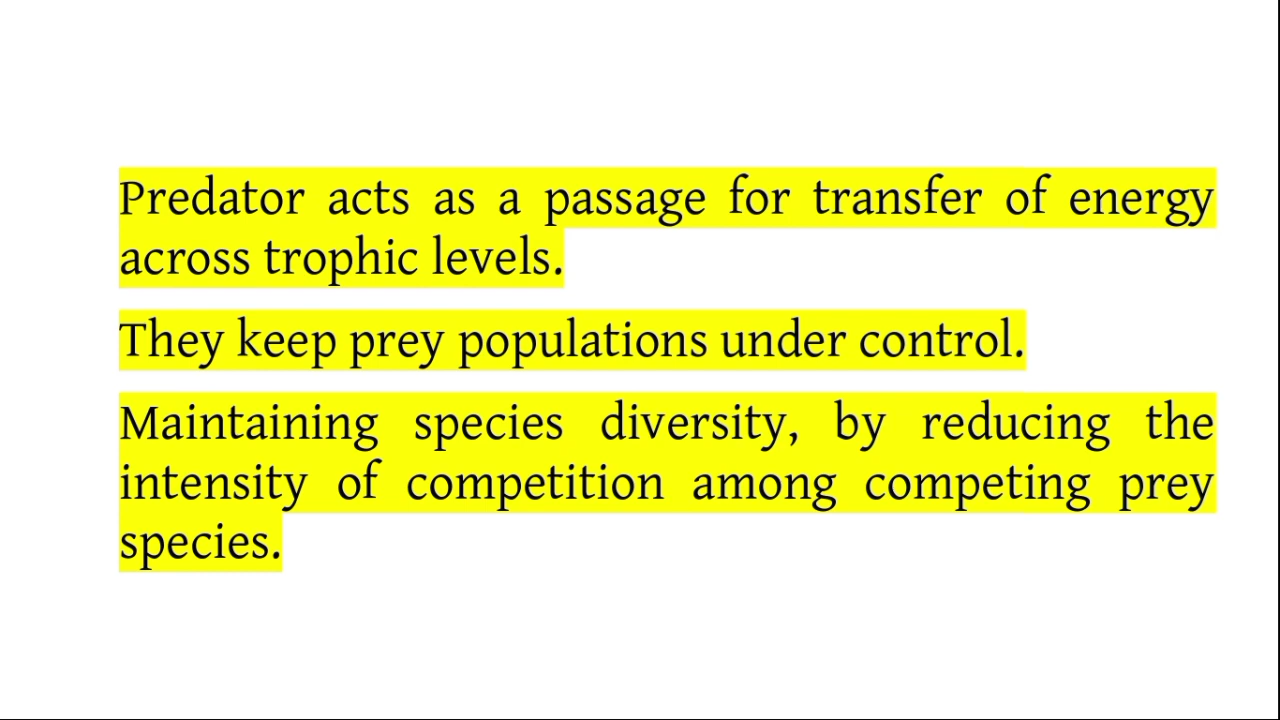 Predator acts as a passage for transfer of energy
across trophic levels.
They keep prey populations under control.
Maintaining species diversity, by reducing the
intensity of competition among competing prey
species.